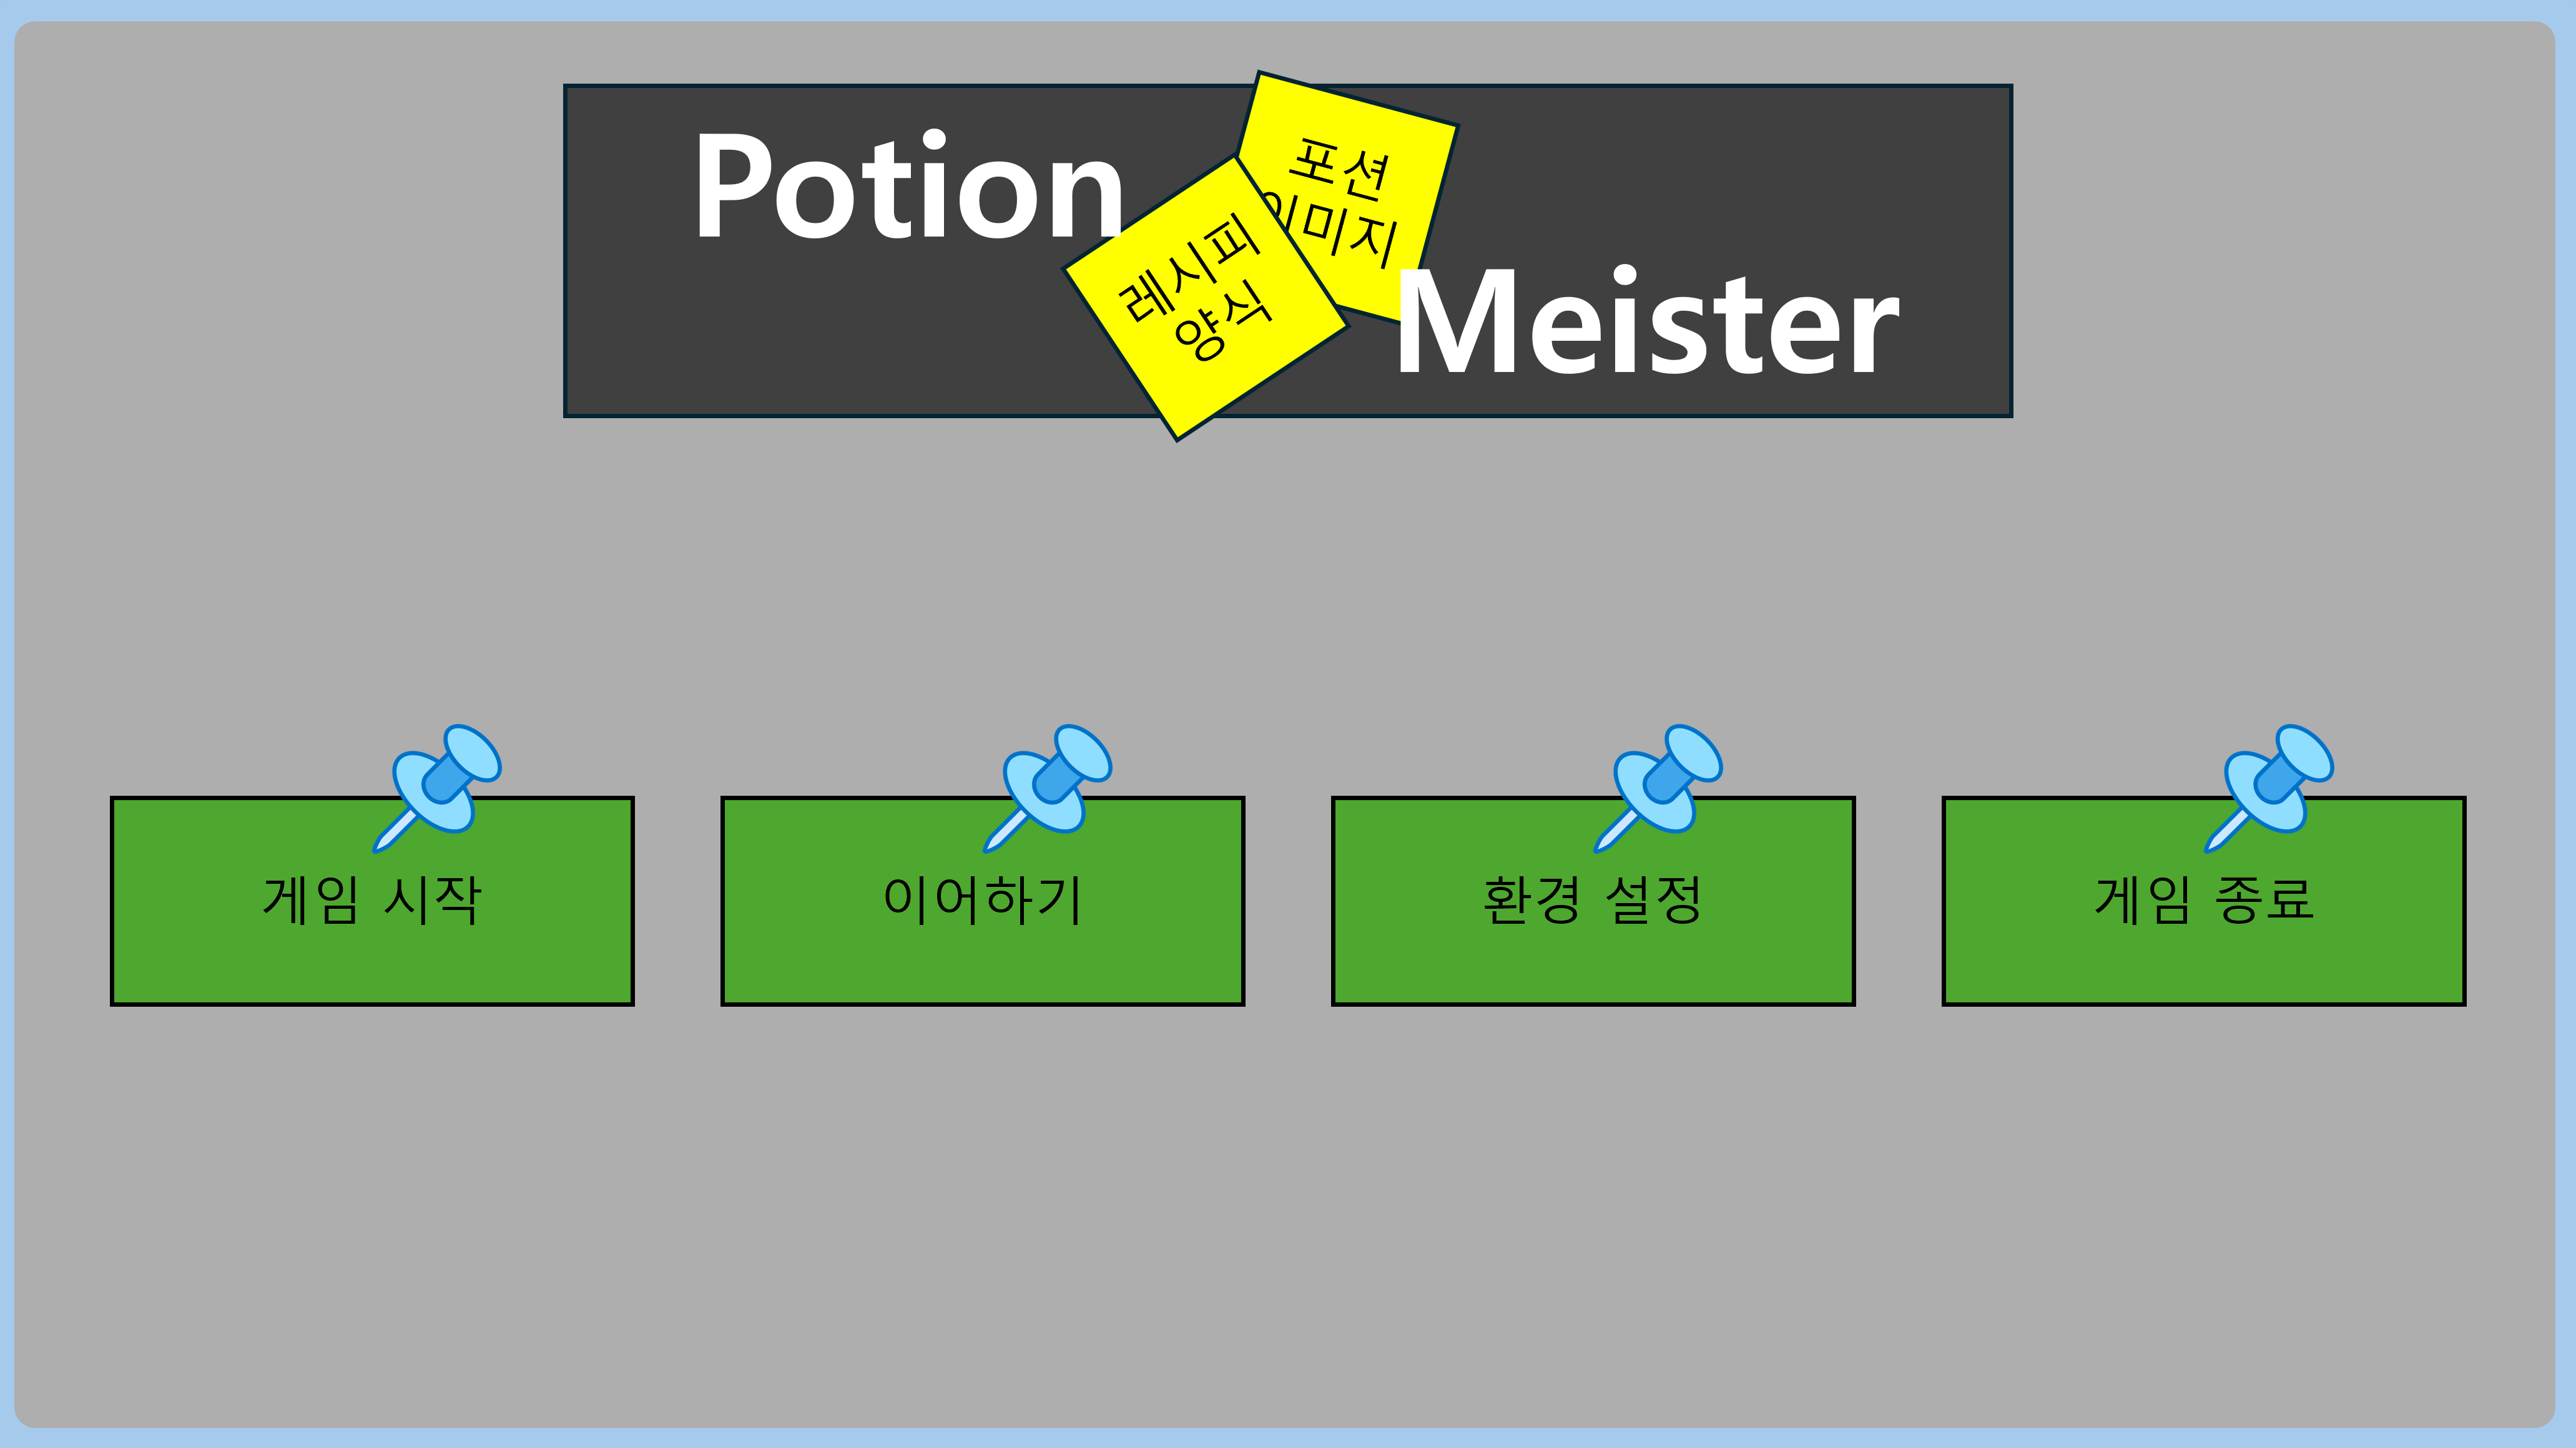 Potion
포션
이미지
레시피
양식
Meister
게임 시작
이어하기
환경 설정
게임 종료